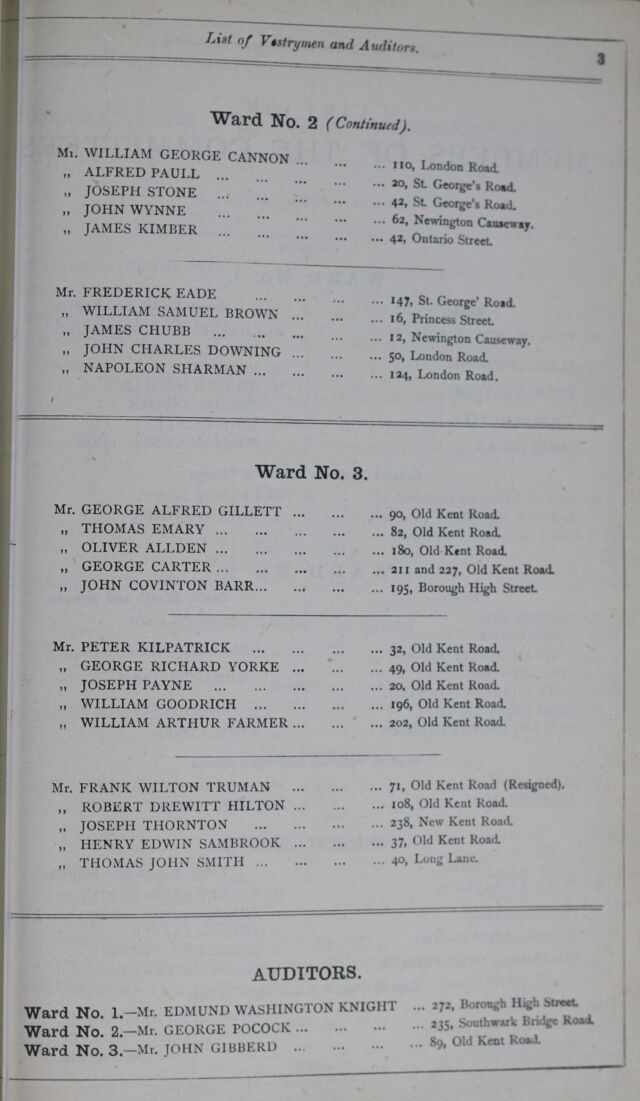 List of Vestrymen and Auditors.
3
Ward No. 2 (Continued).
Mr. WILLIAM GEORGE CANNON ... ... ... 110, London Road.
„ ALFRED PAULL ... ... ... ... ... 20, St. George's Road.
„ JOSEPH STONE ... ... ... ... ... 42, St. George's Road.
„ JOHN WYNNE ... ... ... ... ... 62, Newington Causeway.
„ JAMES KIMBER ... ... ... ... ... 42, Ontario Street.
Mr. FREDERICK EADE ... ... ... ... 147, St. George' Road.
„ WILLIAM SAMUEL BROWN ... ... ... 16, Princess Street.
„ JAMES CHUBB ... ... ... ... ... 12, Newington Causeway.
„ JOHN CHARLES DOWNING ... ... ... 50, London Road.
„ NAPOLEON SHARMAN ... ... ... ... 124, London Road.
Ward No. 3.
Mr. GEORGE ALFRED GILLETT ... ... ... 90, Old Kent Road.
„ THOMAS EMARY ... ... ... ... ... 82, Old Kent Road.
„ OLIVER ALLDEN ... ... ... ... ... 180, Old Kent Road.
„ GEORGE CARTER ... ... ... ... ... 211 and 227, Old Kent Road.
„ JOHN COVINTON BARR... ... ... ... 195, Borough High Street.
Mr. PETER KILPATRICK ... ... ... ... 32, Old Kent Road.
„ GEORGE RICHARD YORKE ... ... ... 49, Old Kent Road.
„ JOSEPH PAYNE ... ... ... ... ... 20, Old Kent Road.
„ WILLIAM GOODRICH ... ... ... ... 196, Old Kent Road.
„ WILLIAM ARTHUR FARMER ... ... ... 202, Old Kent Road.
Mr. FRANK WILTON TRUMAN ... ... ... 71, Old Kent Road (Resigned).
„ ROBERT DREWITT HILTON ... ... ... 108, Old Kent Road.
„ JOSEPH THORNTON ... ... ... ... 238, New Kent Road.
„ HENRY EDWIN SAMBROOK ... ... ... 37, Old Kent Road.
„ THOMAS JOHN SMITH ... ... ... ... 40, Long Lane.
AUDITORS.
Ward No. 1.—Mr. EDMUND WASHINGTON KNIGHT ... 272, Borough High Street.
Ward No. 2.—Mr. GEORGE POCOCK ... ... ... ... 235, Southwark Bridge Road.
Ward No. 3.—Mr. JOHN GIBBERD ... ... ... ... 89, Old Kent Road.